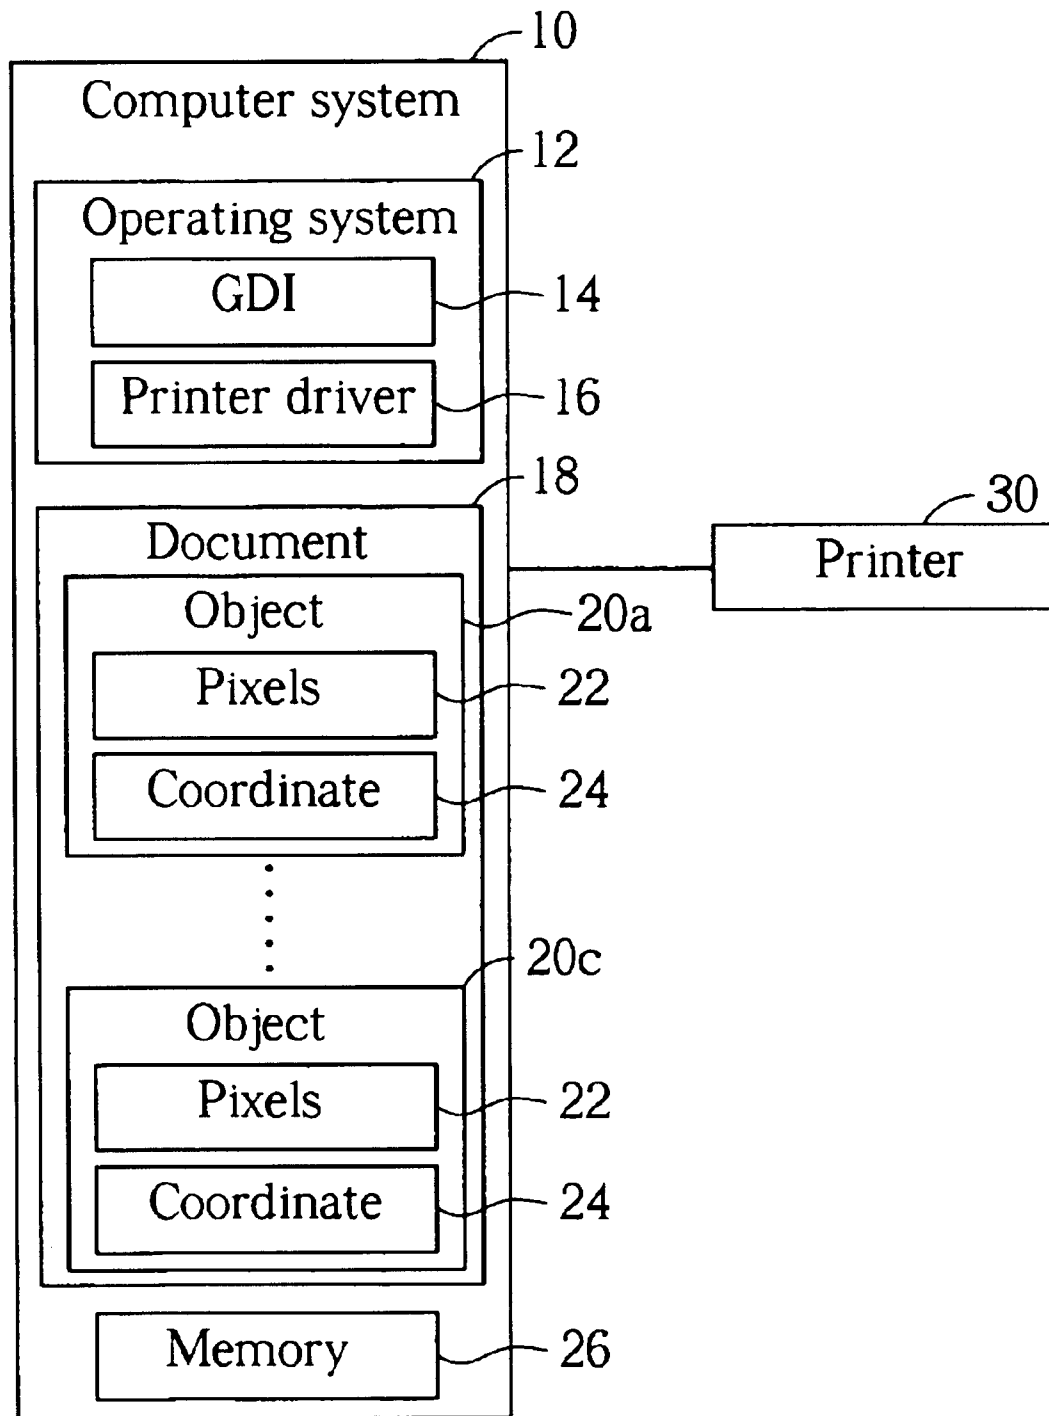 10
Computer system
12
Operating system
GDI
14
Printer driver
16
18
Document
30
Printer
Object
20a
Pixels
22
Coordinate
24
20c
Object
Pixels
22
Coordinate
24
Memory
26